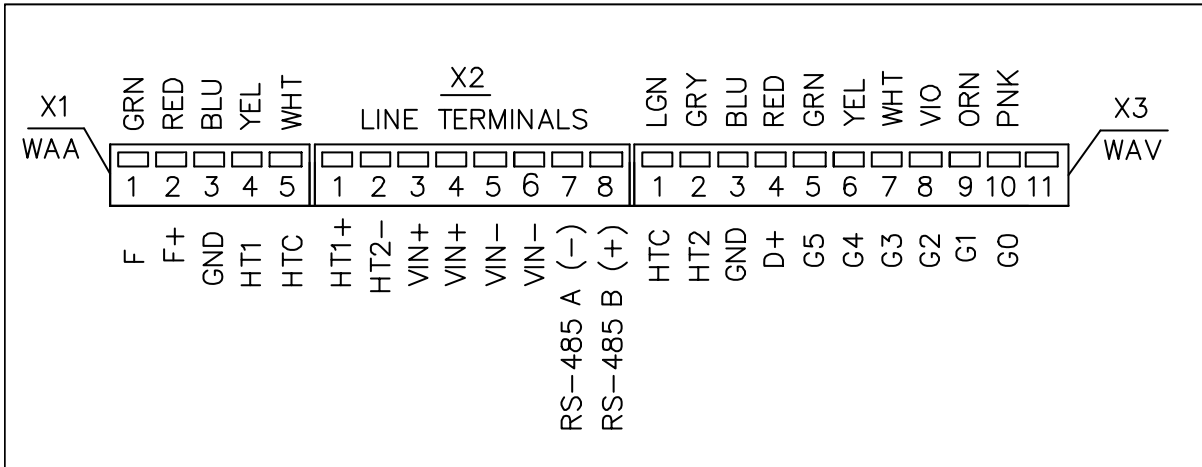 GRN RED BLU YEL WHT
X2
LGN GRY BLU RED GRN YEL WHT VIO ORN PNK
X1
WAA
LINE TERMINALS
X3
WAV
1 2 3 4 5 1 2 3 4 5 6 7 8 1 2 3 4 5 6 7 8 9 10 11
F F+ GND HT1 HTC HT1+ HT2- VIN+ VIN+ VIN- VIN- RS-485 A (-) RS-485 B (+) HTC HT2 GND D+ G5 G4 G3 G2 G1 G0